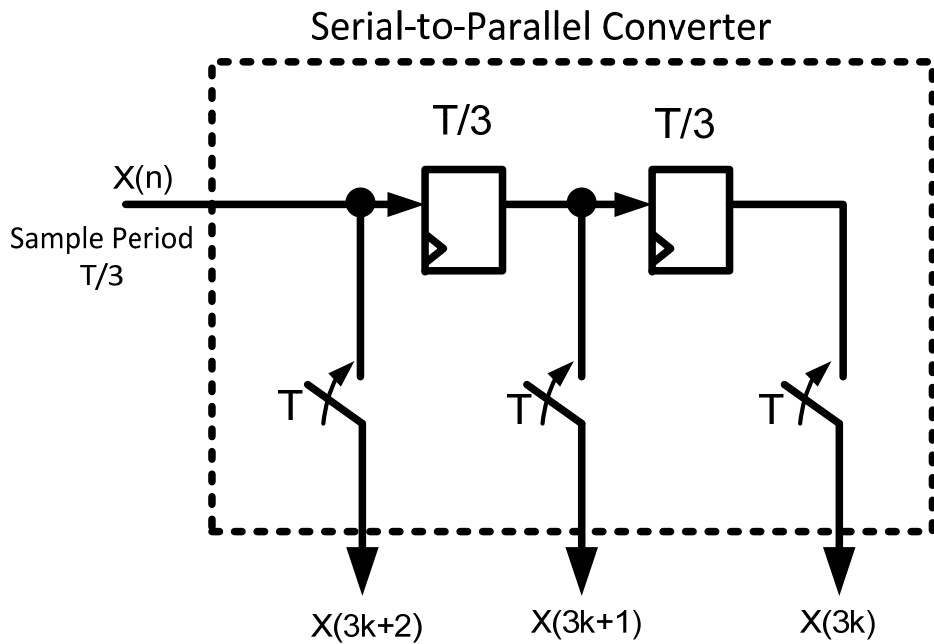 Serial-to-Parallel Converter
T/3
T/3
X(n)
Sample Period
T/3
T
T
T
X(3k+2)
X(3k+1)
X(3k)